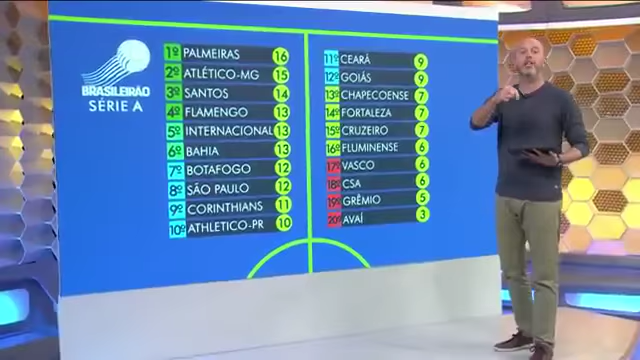 BRASILEIRÃO
SÉRIE A
1º PALMEIRAS 16
2º ATLÉTICO-MG 15
3º SANTOS 14
4º FLAMENGO 13
5º INTERNACIONAL 13
6º BAHIA 13
7º BOTAFOGO 12
8º SÃO PAULO 12
9º CORINTHIANS 11
10º ATHLETICO-PR 10
11º CEARÁ 9
12º GOIÁS 9
13º CHAPECOENSE 7
14º FORTALEZA 7
15º CRUZEIRO 7
16º FLUMINENSE 6
17º VASCO 6
18º CSA 6
19º GRÊMIO 5
20º AVAÍ 3